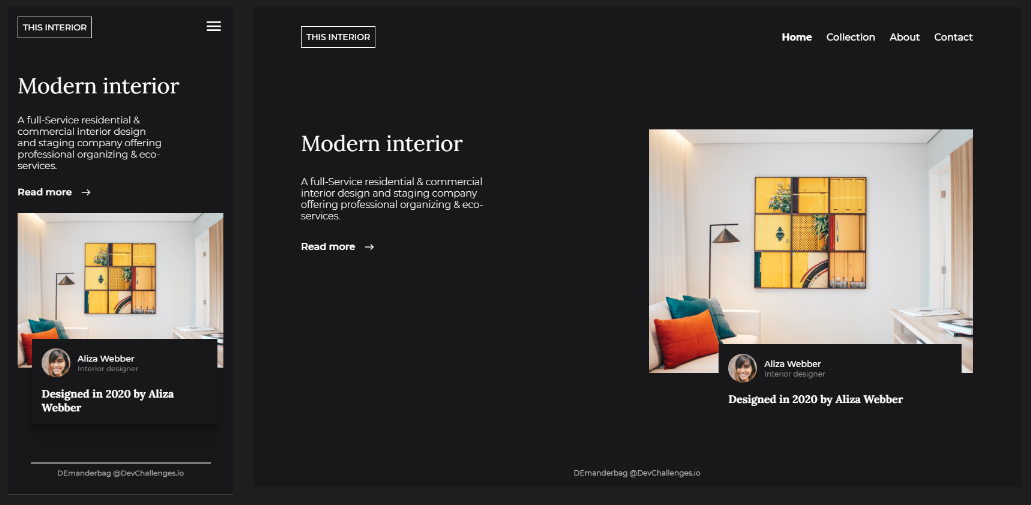 THIS INTERIOR
Modern interior
A full-Service residential &
commercial interior design
and staging company offering
professional organizing & eco-
services.
Read more
Aliza Webber
Interior designer
Designed in 2020 by Aliza
Webber
DEmanderbag @DevChallenges.io
THIS INTERIOR
Home Collection About Contact
Modern interior
A full-Service residential & commercial
interior design and staging company
offering professional organizing & eco-
services.
Read more
Aliza Webber
Interior designer
Designed in 2020 by Aliza Webber
DEmanderbag @DevChallenges.io